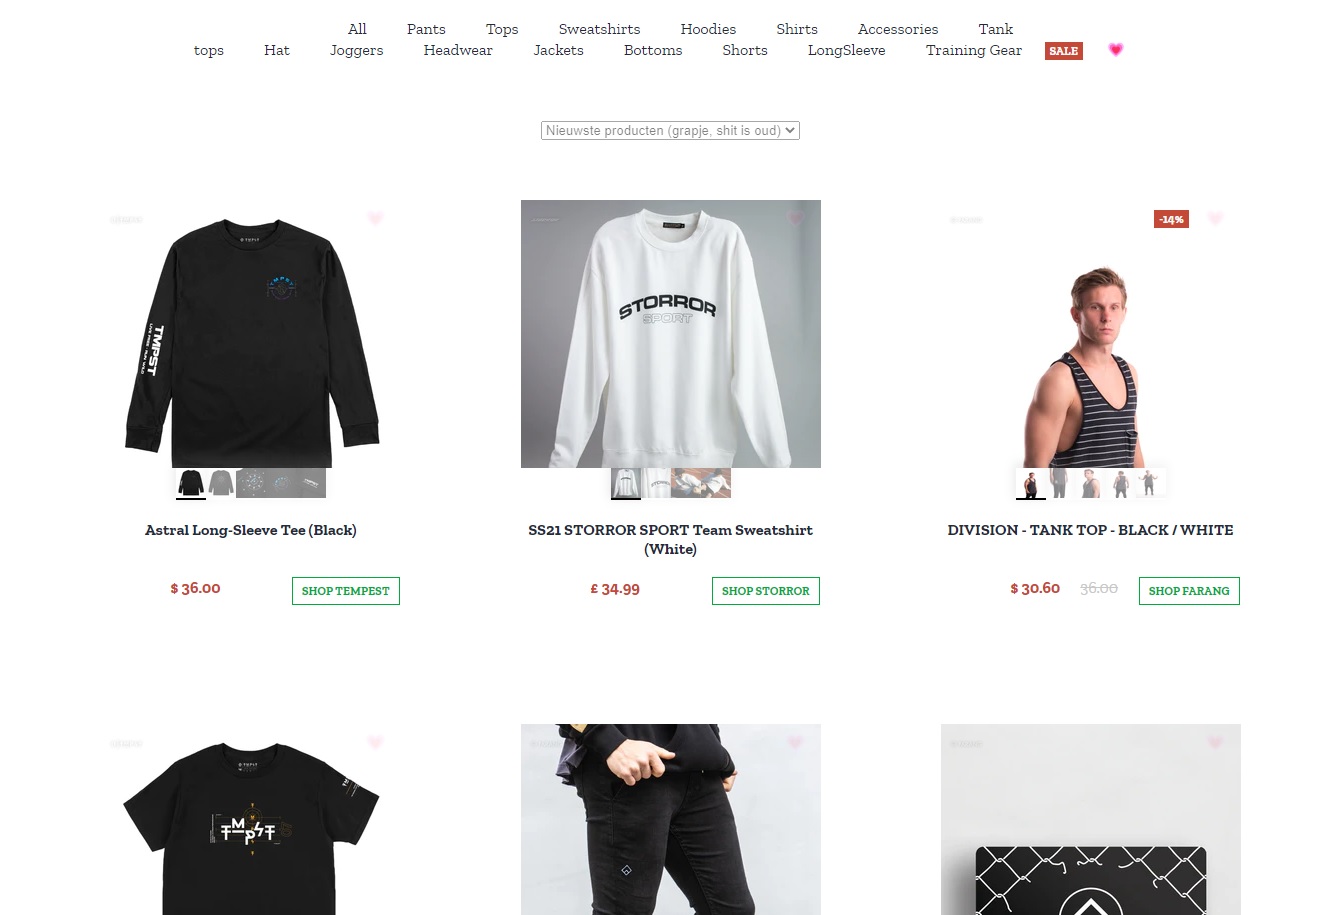 All Pants Tops Sweatshirts Hoodies Shirts Accessories Tank
tops Hat Joggers Headwear Jackets Bottoms Shorts LongSleeve Training Gear SALE
Nieuwste producten (grapje, shit is oud)
TMPST
STORROR
SPORT
-14%
Astral Long-Sleeve Tee (Black)
SS21 STORROR SPORT Team Sweatshirt
(White)
DIVISION - TANK TOP - BLACK / WHITE
$ 36.00
SHOP TEMPEST
£ 34.99
SHOP STORROR
$ 30.60 36.00
SHOP FARANG
TMPST